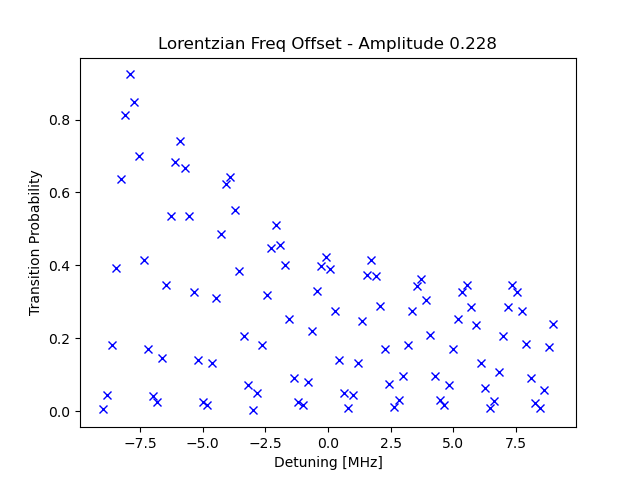 Lorentzian Freq Offset - Amplitude 0.228
Transition Probability
0.8
0.6
0.4
0.2
0.0
−7.5 −5.0 −2.5 0.0 2.5 5.0 7.5
Detuning [MHz]